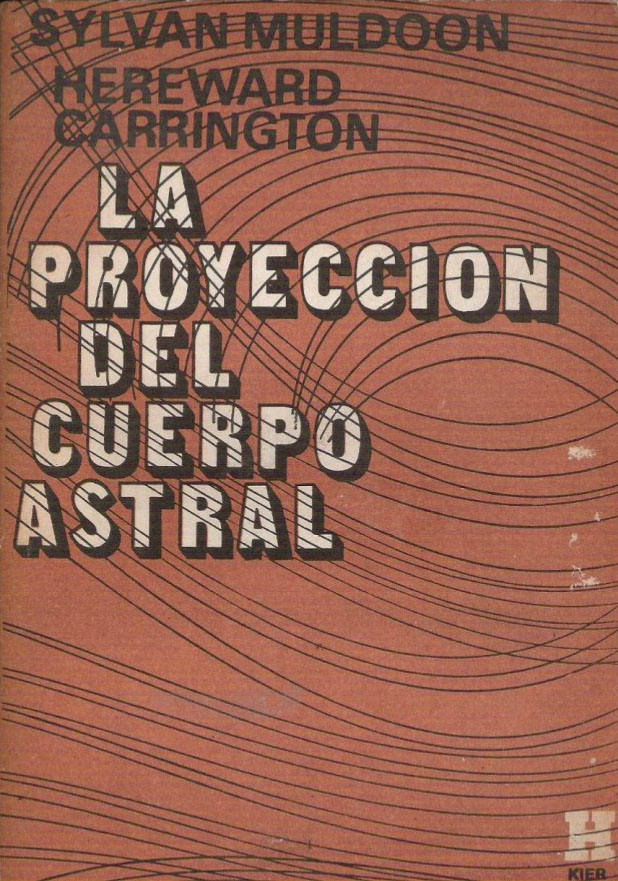 SYLVAN MULDOON
HEREWARD
CARRINGTON
LA
PROYECCION
DEL
CUERPO
ASTRAL
H
KIER